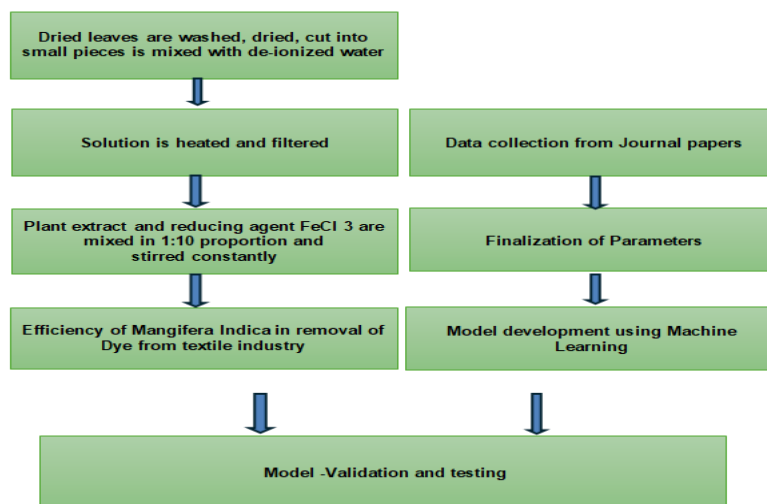 Dried leaves are washed, dried, cut into
small pieces is mixed with de-ionized water
Solution is heated and filtered
Plant extract and reducing agent FeCl 3 are
mixed in 1:10 proportion and
stirred constantly
Efficiency of Mangifera Indica in removal of
Dye from textile industry
Data collection from Journal papers
Finalization of Parameters
Model development using Machine
Learning
Model -Validation and testing